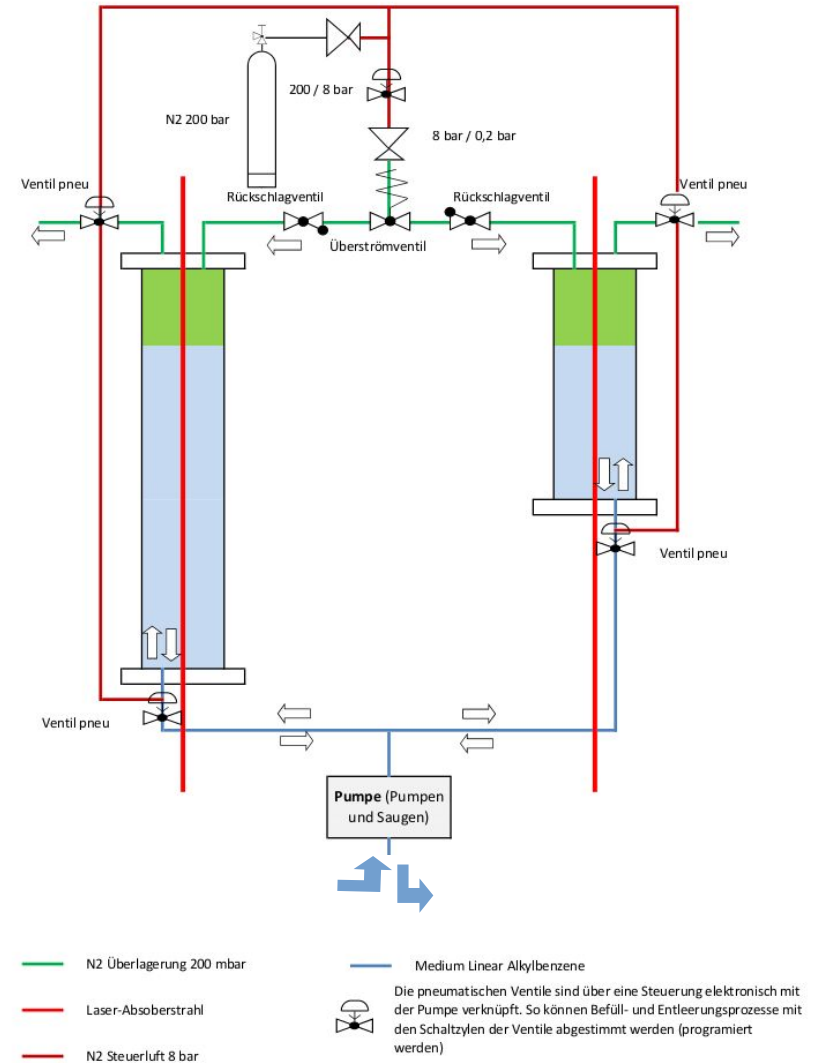 200 / 8 bar
N2 200 bar
8 bar / 0,2 bar
Ventil pneu
Rückschlagventil
Rückschlagventil
Ventil pneu
Überströmventil
Ventil pneu
Ventil pneu
Pumpe (Pumpen
und Saugen)
N2 Überlagerung 200 mbar
Medium Linear Alkylbenzene
Laser-Absoberstrahl
Die pneumatischen Ventile sind über eine Steuerung elektronisch mit
der Pumpe verknüpft. So können Befüll- und Entleerungsprozesse mit
den Schaltzylen der Ventile abgestimmt werden (programiert
werden)
N2 Steuerluft 8 bar